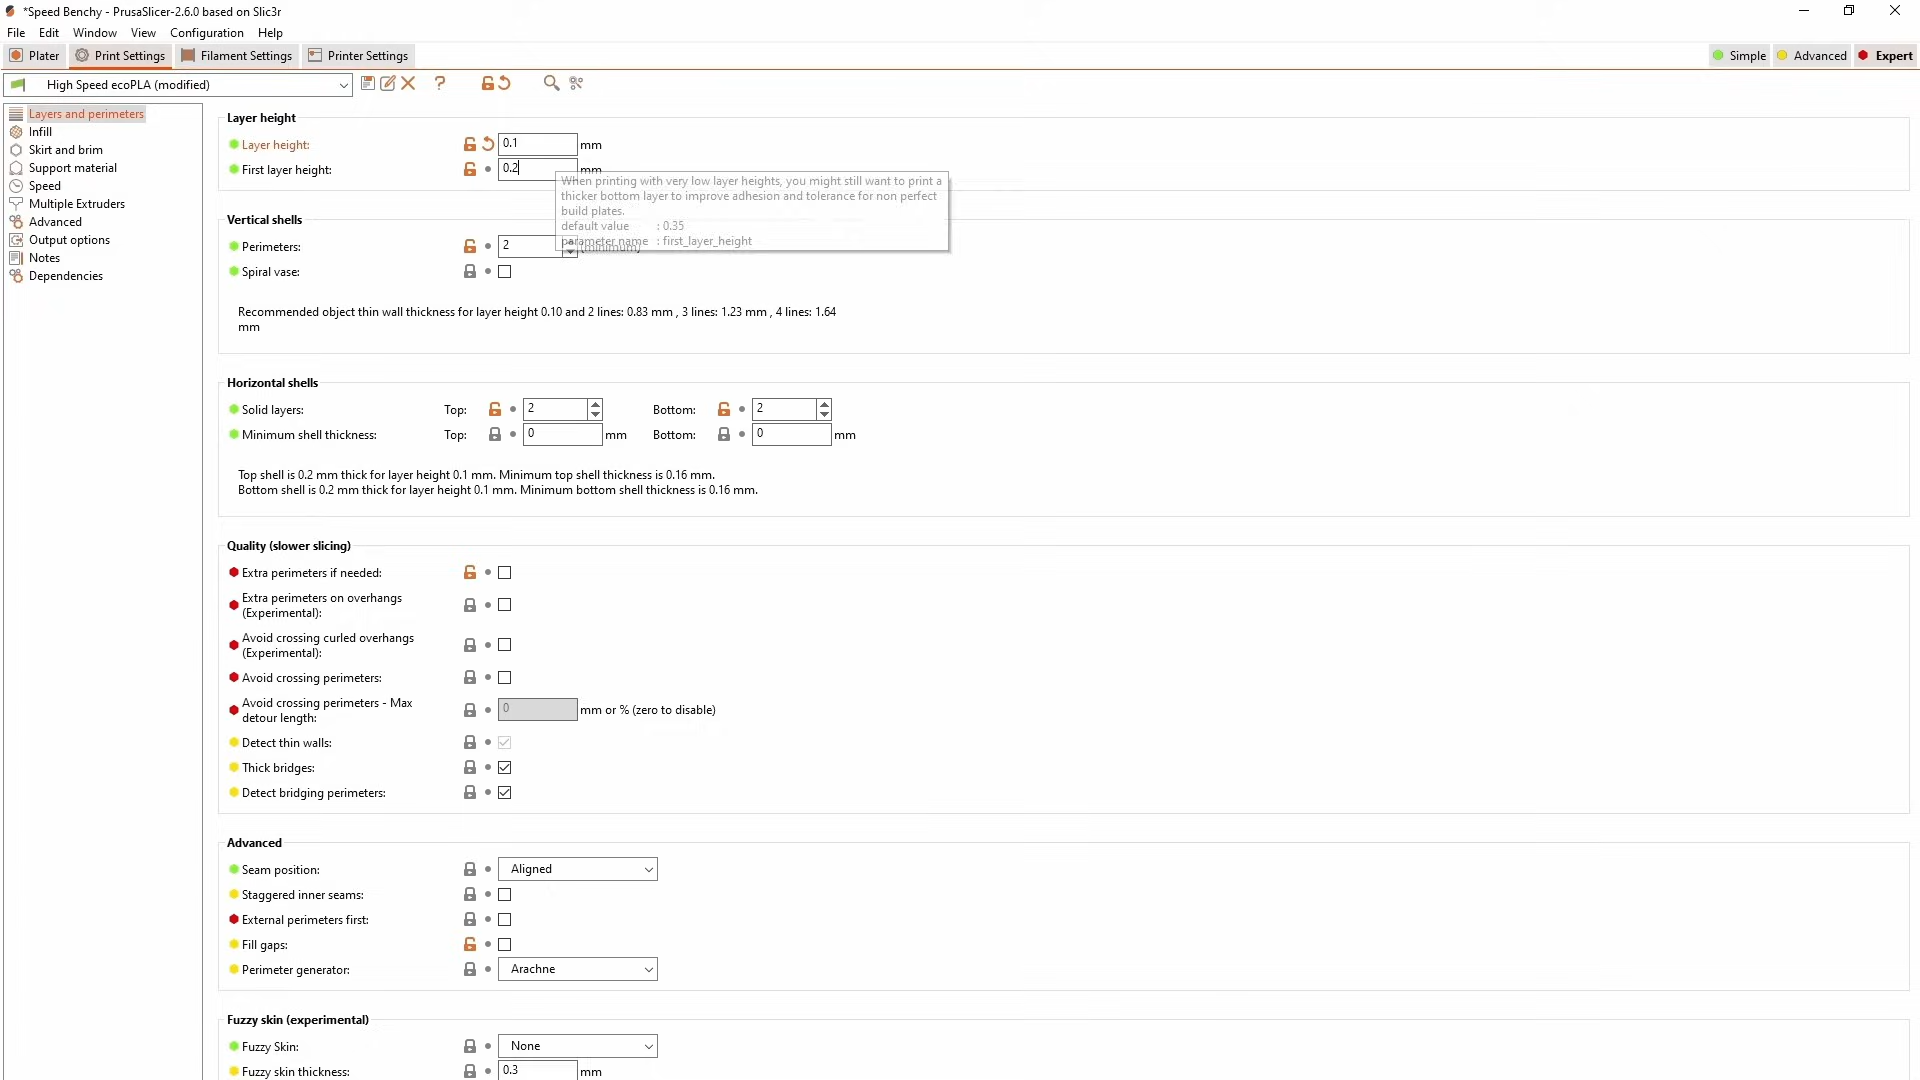 *Speed Benchy - PrusaSlicer-2.6.0 based on Slic3r
File Edit Window View Configuration Help
Plater Print Settings Filament Settings Printer Settings Simple Advanced Expert
High Speed ecoPLA (modified) ?
Layers and perimeters
Infill
Skirt and brim
Support material
Speed
Multiple Extruders
Advanced
Output options
Notes
Dependencies
Layer height
Layer height: 0.1 mm
First layer height: 0.2 mm
When printing with very low layer heights, you might still want to print a
thicker bottom layer to improve adhesion and tolerance for non perfect
build plates.
default value : 0.35
parameter name : first_layer_height
Vertical shells
Perimeters: 2 (minimum)
Spiral vase:
Recommended object thin wall thickness for layer height 0.10 and 2 lines: 0.83 mm , 3 lines: 1.23 mm , 4 lines: 1.64
mm
Horizontal shells
Solid layers: Top: 2 Bottom: 2
Minimum shell thickness: Top: 0 mm Bottom: 0 mm
Top shell is 0.2 mm thick for layer height 0.1 mm. Minimum top shell thickness is 0.16 mm.
Bottom shell is 0.2 mm thick for layer height 0.1 mm. Minimum bottom shell thickness is 0.16 mm.
Quality (slower slicing)
Extra perimeters if needed:
Extra perimeters on overhangs
(Experimental):
Avoid crossing curled overhangs
(Experimental):
Avoid crossing perimeters:
Avoid crossing perimeters - Max
detour length: 0 mm or % (zero to disable)
Detect thin walls:
Thick bridges:
Detect bridging perimeters:
Advanced
Seam position: Aligned
Staggered inner seams:
External perimeters first:
Fill gaps:
Perimeter generator: Arachne
Fuzzy skin (experimental)
Fuzzy Skin: None
Fuzzy skin thickness: 0.3 mm